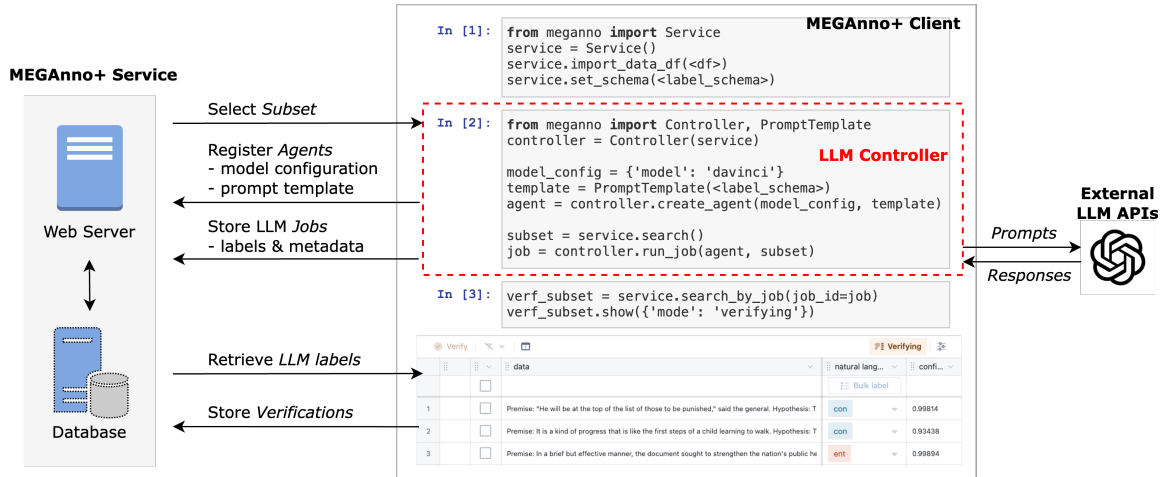 MEGAnno+ Service
Web Server
Database
Select Subset
Register Agents
- model configuration
- prompt template
Store LLM Jobs
- labels & metadata
Retrieve LLM labels
Store Verifications
MEGAnno+ Client
In [1]:
from meganno import Service
service = Service()
service.import_data_df(<df>)
service.set_schema(<label_schema>)
In [2]:
from meganno import Controller, PromptTemplate
controller = Controller(service)
LLM Controller
model_config = {'model': 'davinci'}
template = PromptTemplate(<label_schema>)
agent = controller.create_agent(model_config, template)
subset = service.search()
job = controller.run_job(agent, subset)
In [3]:
verf_subset = service.search_by_job(job_id=job)
verf_subset.show({'mode': 'verifying'})
Verify
Verifying
data natural lang... confi...
Bulk label
1 Premise: "He will be at the top of the list of those to be punished," said the general. Hypothesis: T con 0.99814
2 Premise: It is a kind of progress that is like the first steps of a child learning to walk. Hypothesis: T con 0.93438
3 Premise: In a brief but effective manner, the document sought to strengthen the nation's public he ent 0.99894
External
LLM APIs
Prompts
Responses